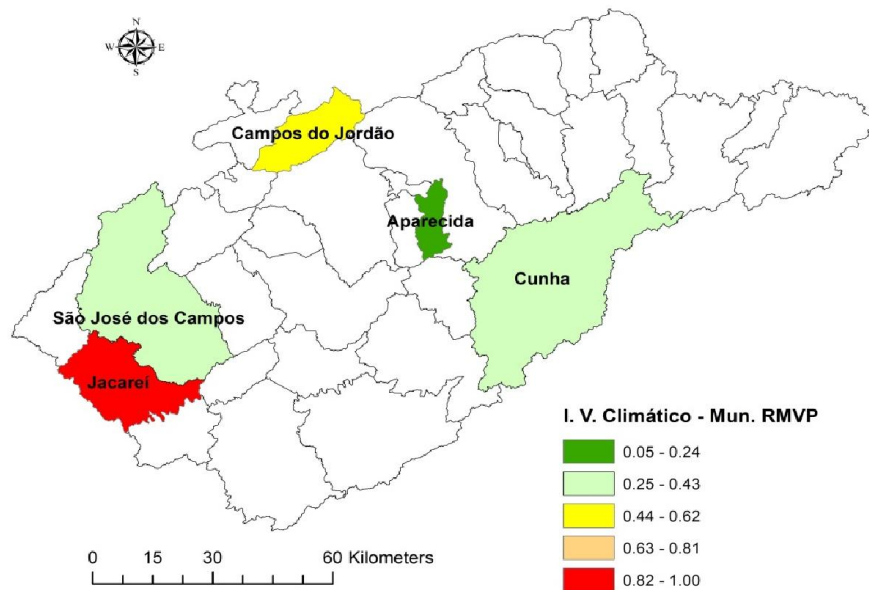 N
W E
S
Campos do Jordão
Aparecida
Cunha
São José dos Campos
Jacareí
I. V. Climático - Mun. RMVP
0.05 - 0.24
0.25 - 0.43
0.44 - 0.62
0.63 - 0.81
0.82 - 1.00
0 15 30 60 Kilometers